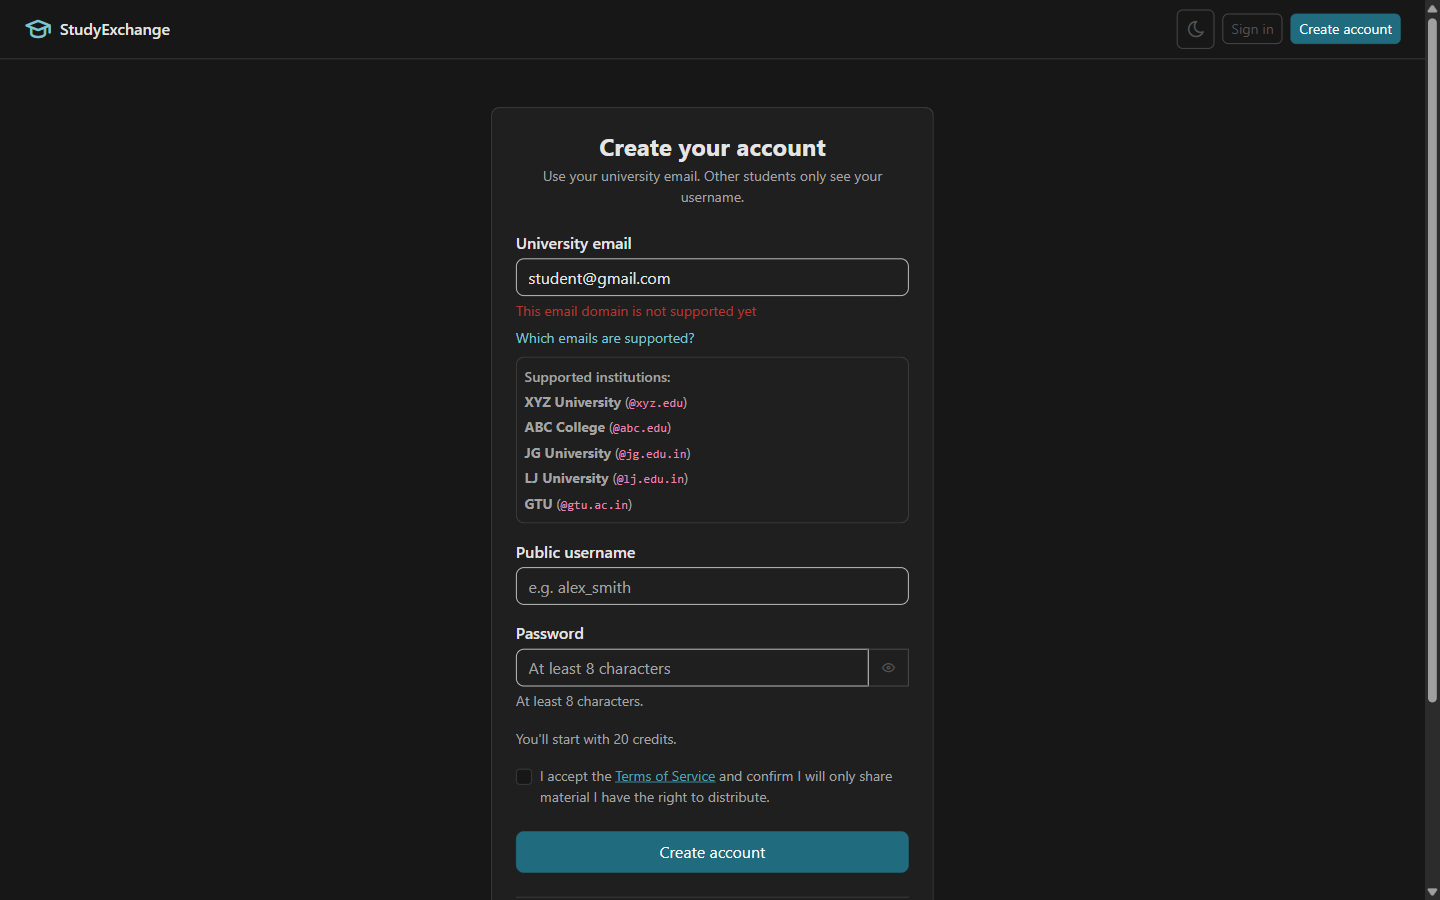 StudyExchange
Sign in
Create account
Create your account
Use your university email. Other students only see your
username.
University email
student@gmail.com
This email domain is not supported yet
Which emails are supported?
Supported institutions:
XYZ University (@xyz.edu)
ABC College (@abc.edu)
JG University (@jg.edu.in)
LJ University (@lj.edu.in)
GTU (@gtu.ac.in)
Public username
e.g. alex_smith
Password
At least 8 characters
At least 8 characters.
You'll start with 20 credits.
I accept the Terms of Service and confirm I will only share
material I have the right to distribute.
Create account